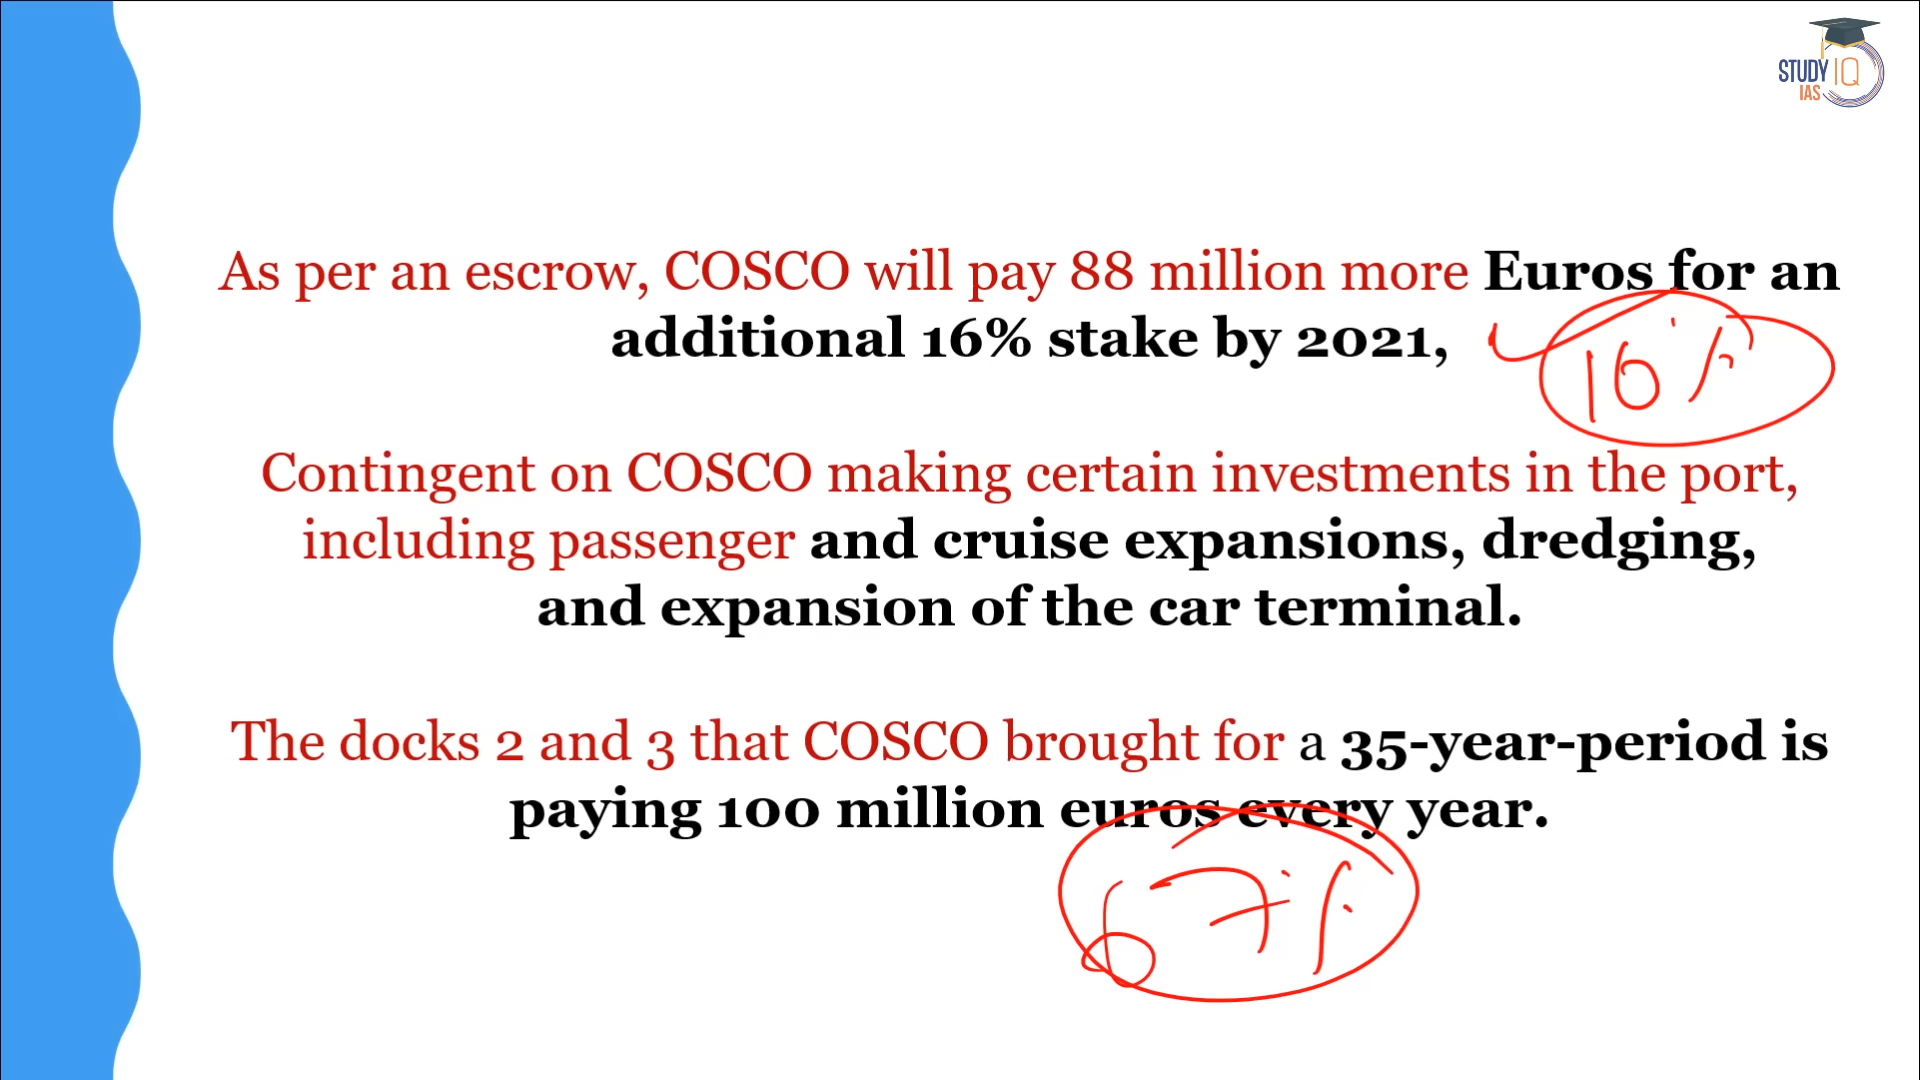 STUDY IQ
IAS
As per an escrow, COSCO will pay 88 million more Euros for an
additional 16% stake by 2021,
16%
Contingent on COSCO making certain investments in the port,
including passenger and cruise expansions, dredging,
and expansion of the car terminal.
The docks 2 and 3 that COSCO brought for a 35-year-period is
paying 100 million euros every year.
67%